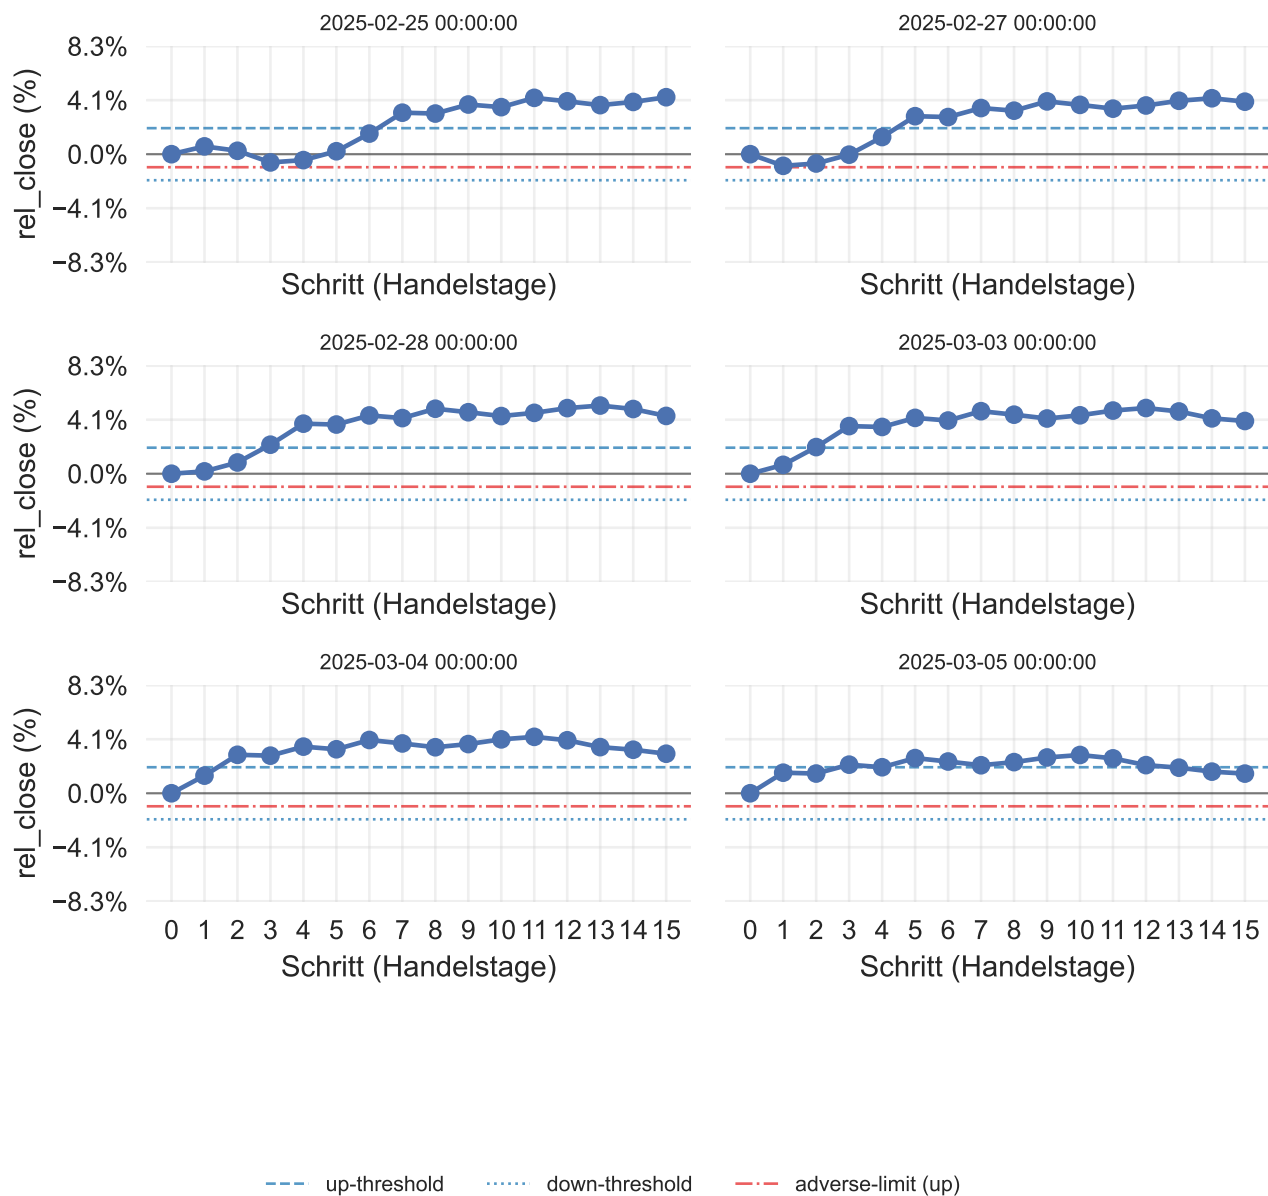 2025-02-25 00:00:00
2025-02-27 00:00:00
8.3%
4.1%
0.0%
−4.1%
−8.3%
rel_close (%)
Schritt (Handelstage)
Schritt (Handelstage)
2025-02-28 00:00:00
2025-03-03 00:00:00
8.3%
4.1%
0.0%
−4.1%
−8.3%
rel_close (%)
Schritt (Handelstage)
Schritt (Handelstage)
2025-03-04 00:00:00
2025-03-05 00:00:00
8.3%
4.1%
0.0%
−4.1%
−8.3%
rel_close (%)
0 1 2 3 4 5 6 7 8 9 10 11 12 13 14 15
0 1 2 3 4 5 6 7 8 9 10 11 12 13 14 15
Schritt (Handelstage)
Schritt (Handelstage)
up-threshold
down-threshold
adverse-limit (up)